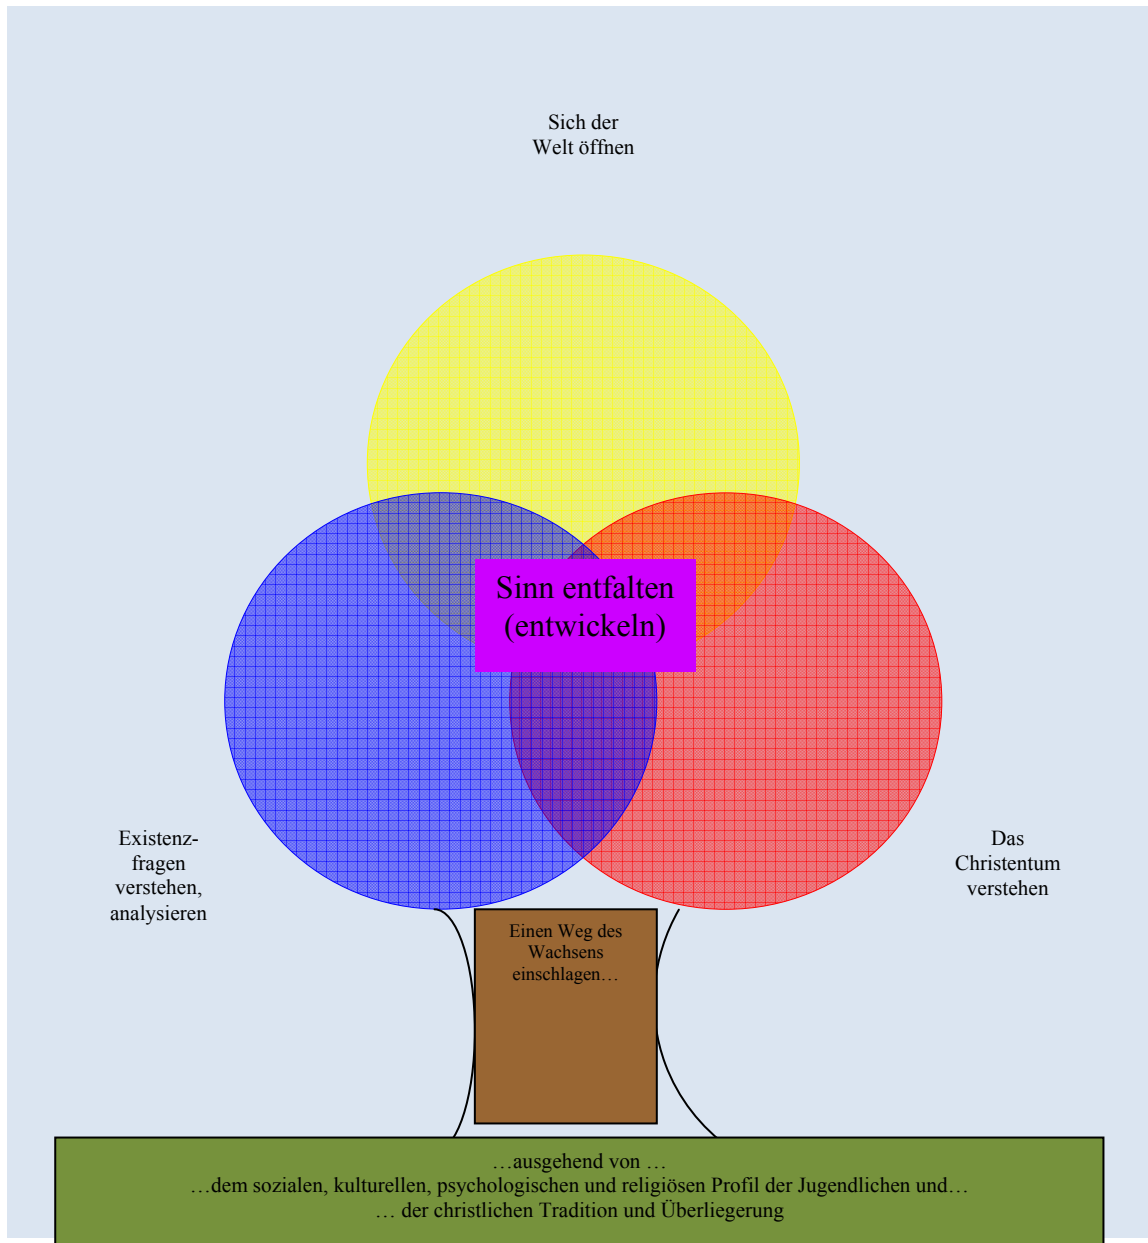 Sich der
Welt öffnen
Sinn entfalten
(entwickeln)
Existenz-
fragen
verstehen,
analysieren
Das
Christentum
verstehen
Einen Weg des
Wachsens
einschlagen…
…ausgehend von …
…dem sozialen, kulturellen, psychologischen und religiösen Profil der Jugendlichen und…
… der christlichen Tradition und Überliegerung